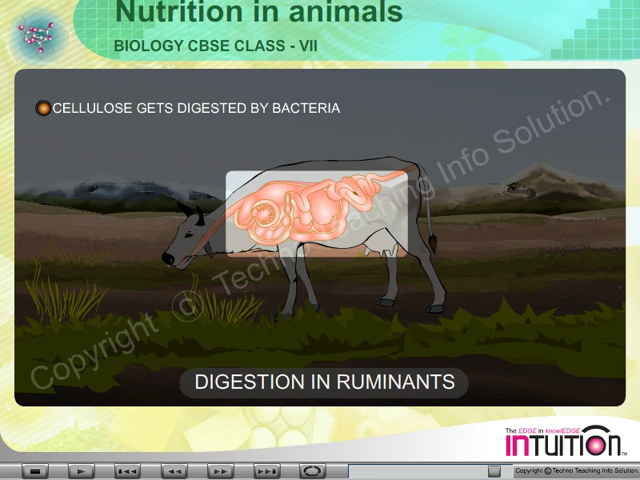 Nutrition in animals
BIOLOGY CBSE CLASS - VII
CELLULOSE GETS DIGESTED BY BACTERIA
Copyright © Techno Teaching Info Solution.
DIGESTION IN RUMINANTS
The EDGE in knowlEDGE
INTUITION TM
Copyright © Techno Teaching Info Solution